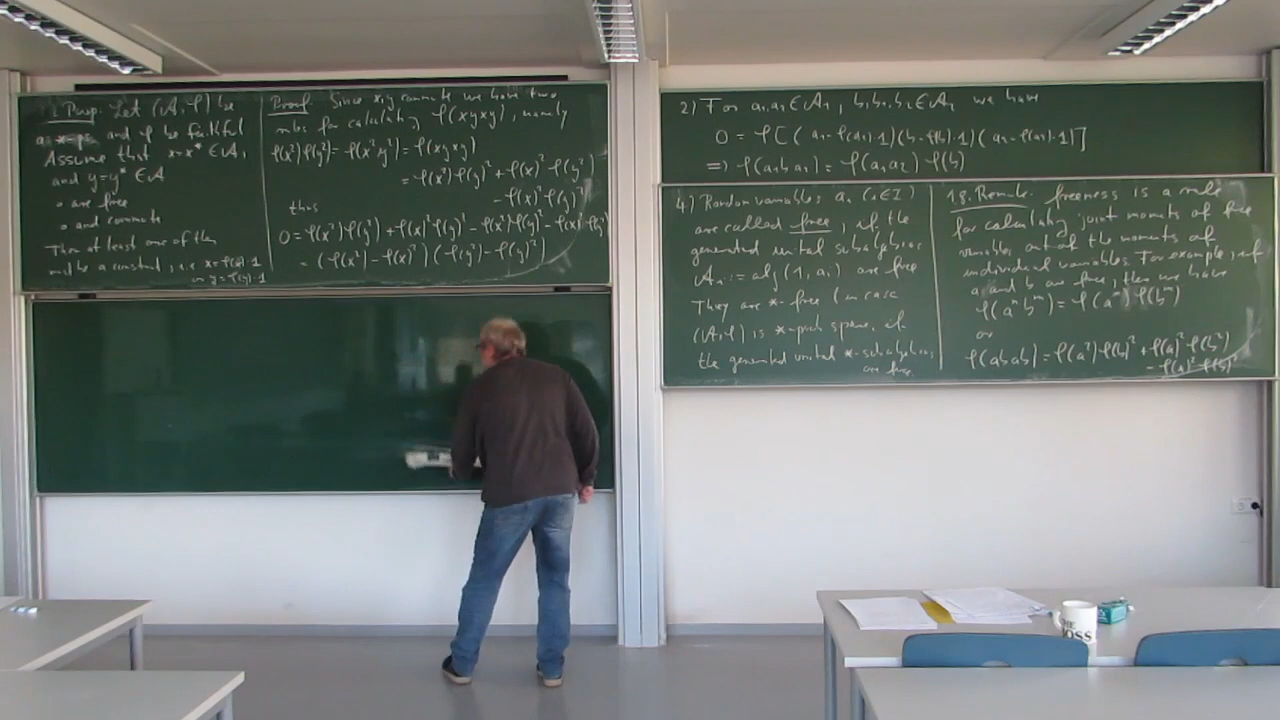 Prop: Let (A, φ) be
and φ be faithful
Assume that x=x* ∈ A,
and y=y* ∈ A
∘ are free
∘ and commute
Then at least one of them
must be a constant, i.e. x=φ(x)·1
or y=φ(y)·1
Proof: Since x,y commute we have two
for calculating φ(xyxy), namely
φ(x²)φ(y²) = φ(x²y²) = φ(xyxy)
= φ(x²)φ(y)² + φ(x)²φ(y²)
- φ(x)²φ(y)²
thus
0 = φ(x²)φ(y²) + φ(x)²φ(y)² - φ(x²)φ(y)² - φ(x)²φ(y²)
= (φ(x²) - φ(x)²)(φ(y²) - φ(y)²)
2) For a₁,a₂ ∈ A₁, b₁,b₂ ∈ A₂ we have
0 = φ[(a₁-φ(a₁)·1)(b-φ(b)·1)(a₂-φ(a₂)·1)]
=> φ(a₁ba₂) = φ(a₁a₂) φ(b)
4) Random variables aᵢ (i∈I)
are called free, if the
generated unital subalgebras
Aᵢ := alg(1, aᵢ) are free
They are *-free (in case
(A,φ) is *-prob space, if
the generated unital *-subalgebras
are free.
1.8. Remark: freeness is a rule
for calculating joint moments of free
variables out of the moments of
individual variables. For example, if
a and b are free, then we have
φ(aⁿbᵐ) = φ(aⁿ) φ(bᵐ)
or
φ(abab) = φ(a²)φ(b)² + φ(a)²φ(b²)
- φ(a)² φ(b)²
THE
BOSS